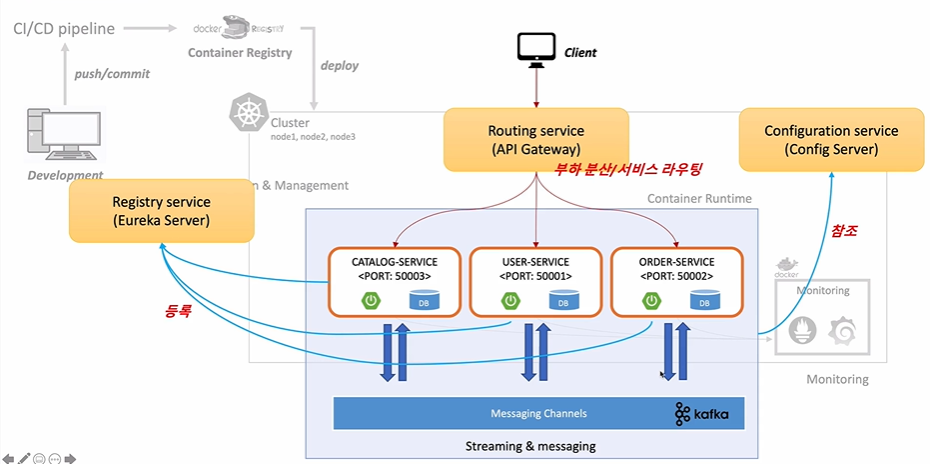 CI/CD pipeline
docker
Container Registry
push/commit
deploy
Client
Cluster
node1, node2, node3
Development
Routing service
(API Gateway)
Configuration service
(Config Server)
부하 분산/서비스 라우팅
n & Management
Container Runtime
Registry service
(Eureka Server)
참조
CATALOG-SERVICE
<PORT: 50003>
DB
USER-SERVICE
<PORT: 50001>
DB
ORDER-SERVICE
<PORT: 50002>
DB
등록
docker
Monitoring
Monitoring
Messaging Channels
kafka
Streaming & messaging